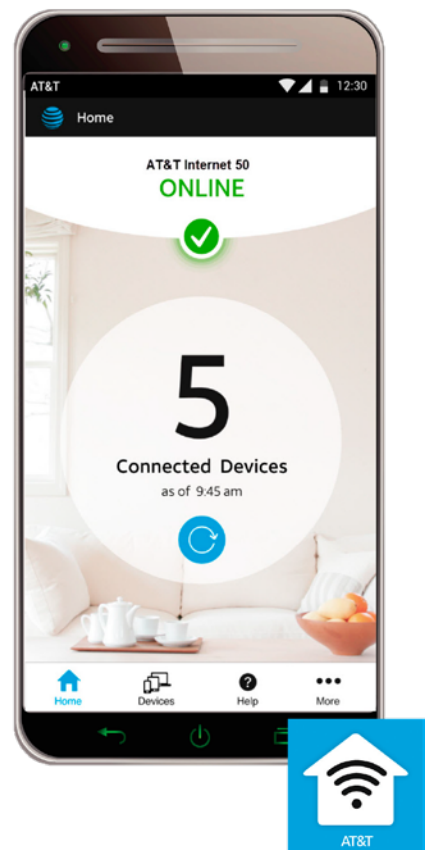 AT&T
12:30
Home
AT&T Internet 50
ONLINE
5
Connected Devices
as of 9:45 am
Home
Devices
?
Help
More
AT&T